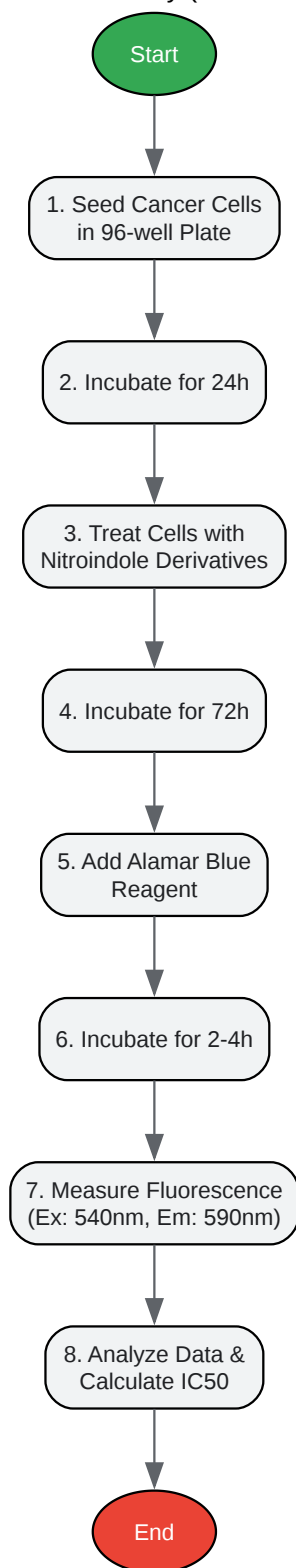 Start
1. Seed Cancer Cells
in 96-well Plate
2. Incubate for 24h
3. Treat Cells with
Nitroindole Derivatives
4. Incubate for 72h
5. Add Alamar Blue
Reagent
6. Incubate for 2-4h
7. Measure Fluorescence
(Ex: 540nm, Em: 590nm)
8. Analyze Data &
Calculate IC50
End